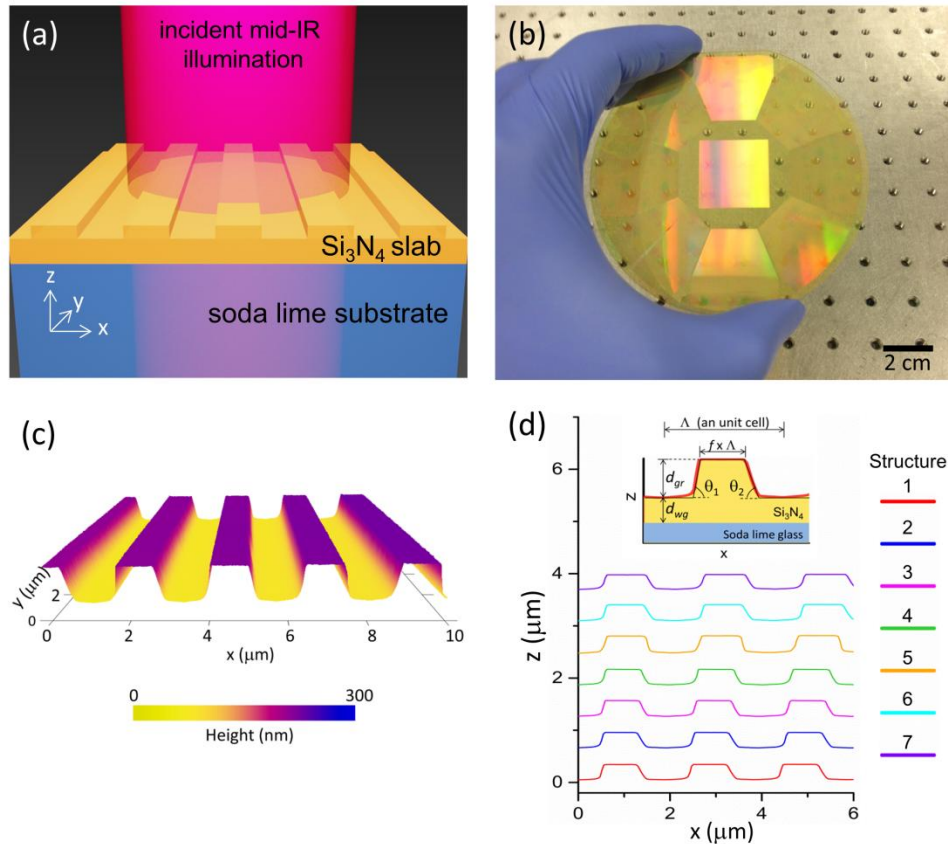 (a)
incident mid-IR
illumination
Si₃N₄ slab
soda lime substrate
z
y
x
(b)
2 cm
(c)
y (μm)
2
0
0 2 4 6 8 10
x (μm)
0 300
Height (nm)
(d)
Λ (an unit cell)
f x Λ
d_gr
θ₁ θ₂
d_wg
Si₃N₄
Soda lime glass
z
x
z (μm)
6
4
2
0
0 2 4 6
x (μm)
Structure
1
2
3
4
5
6
7